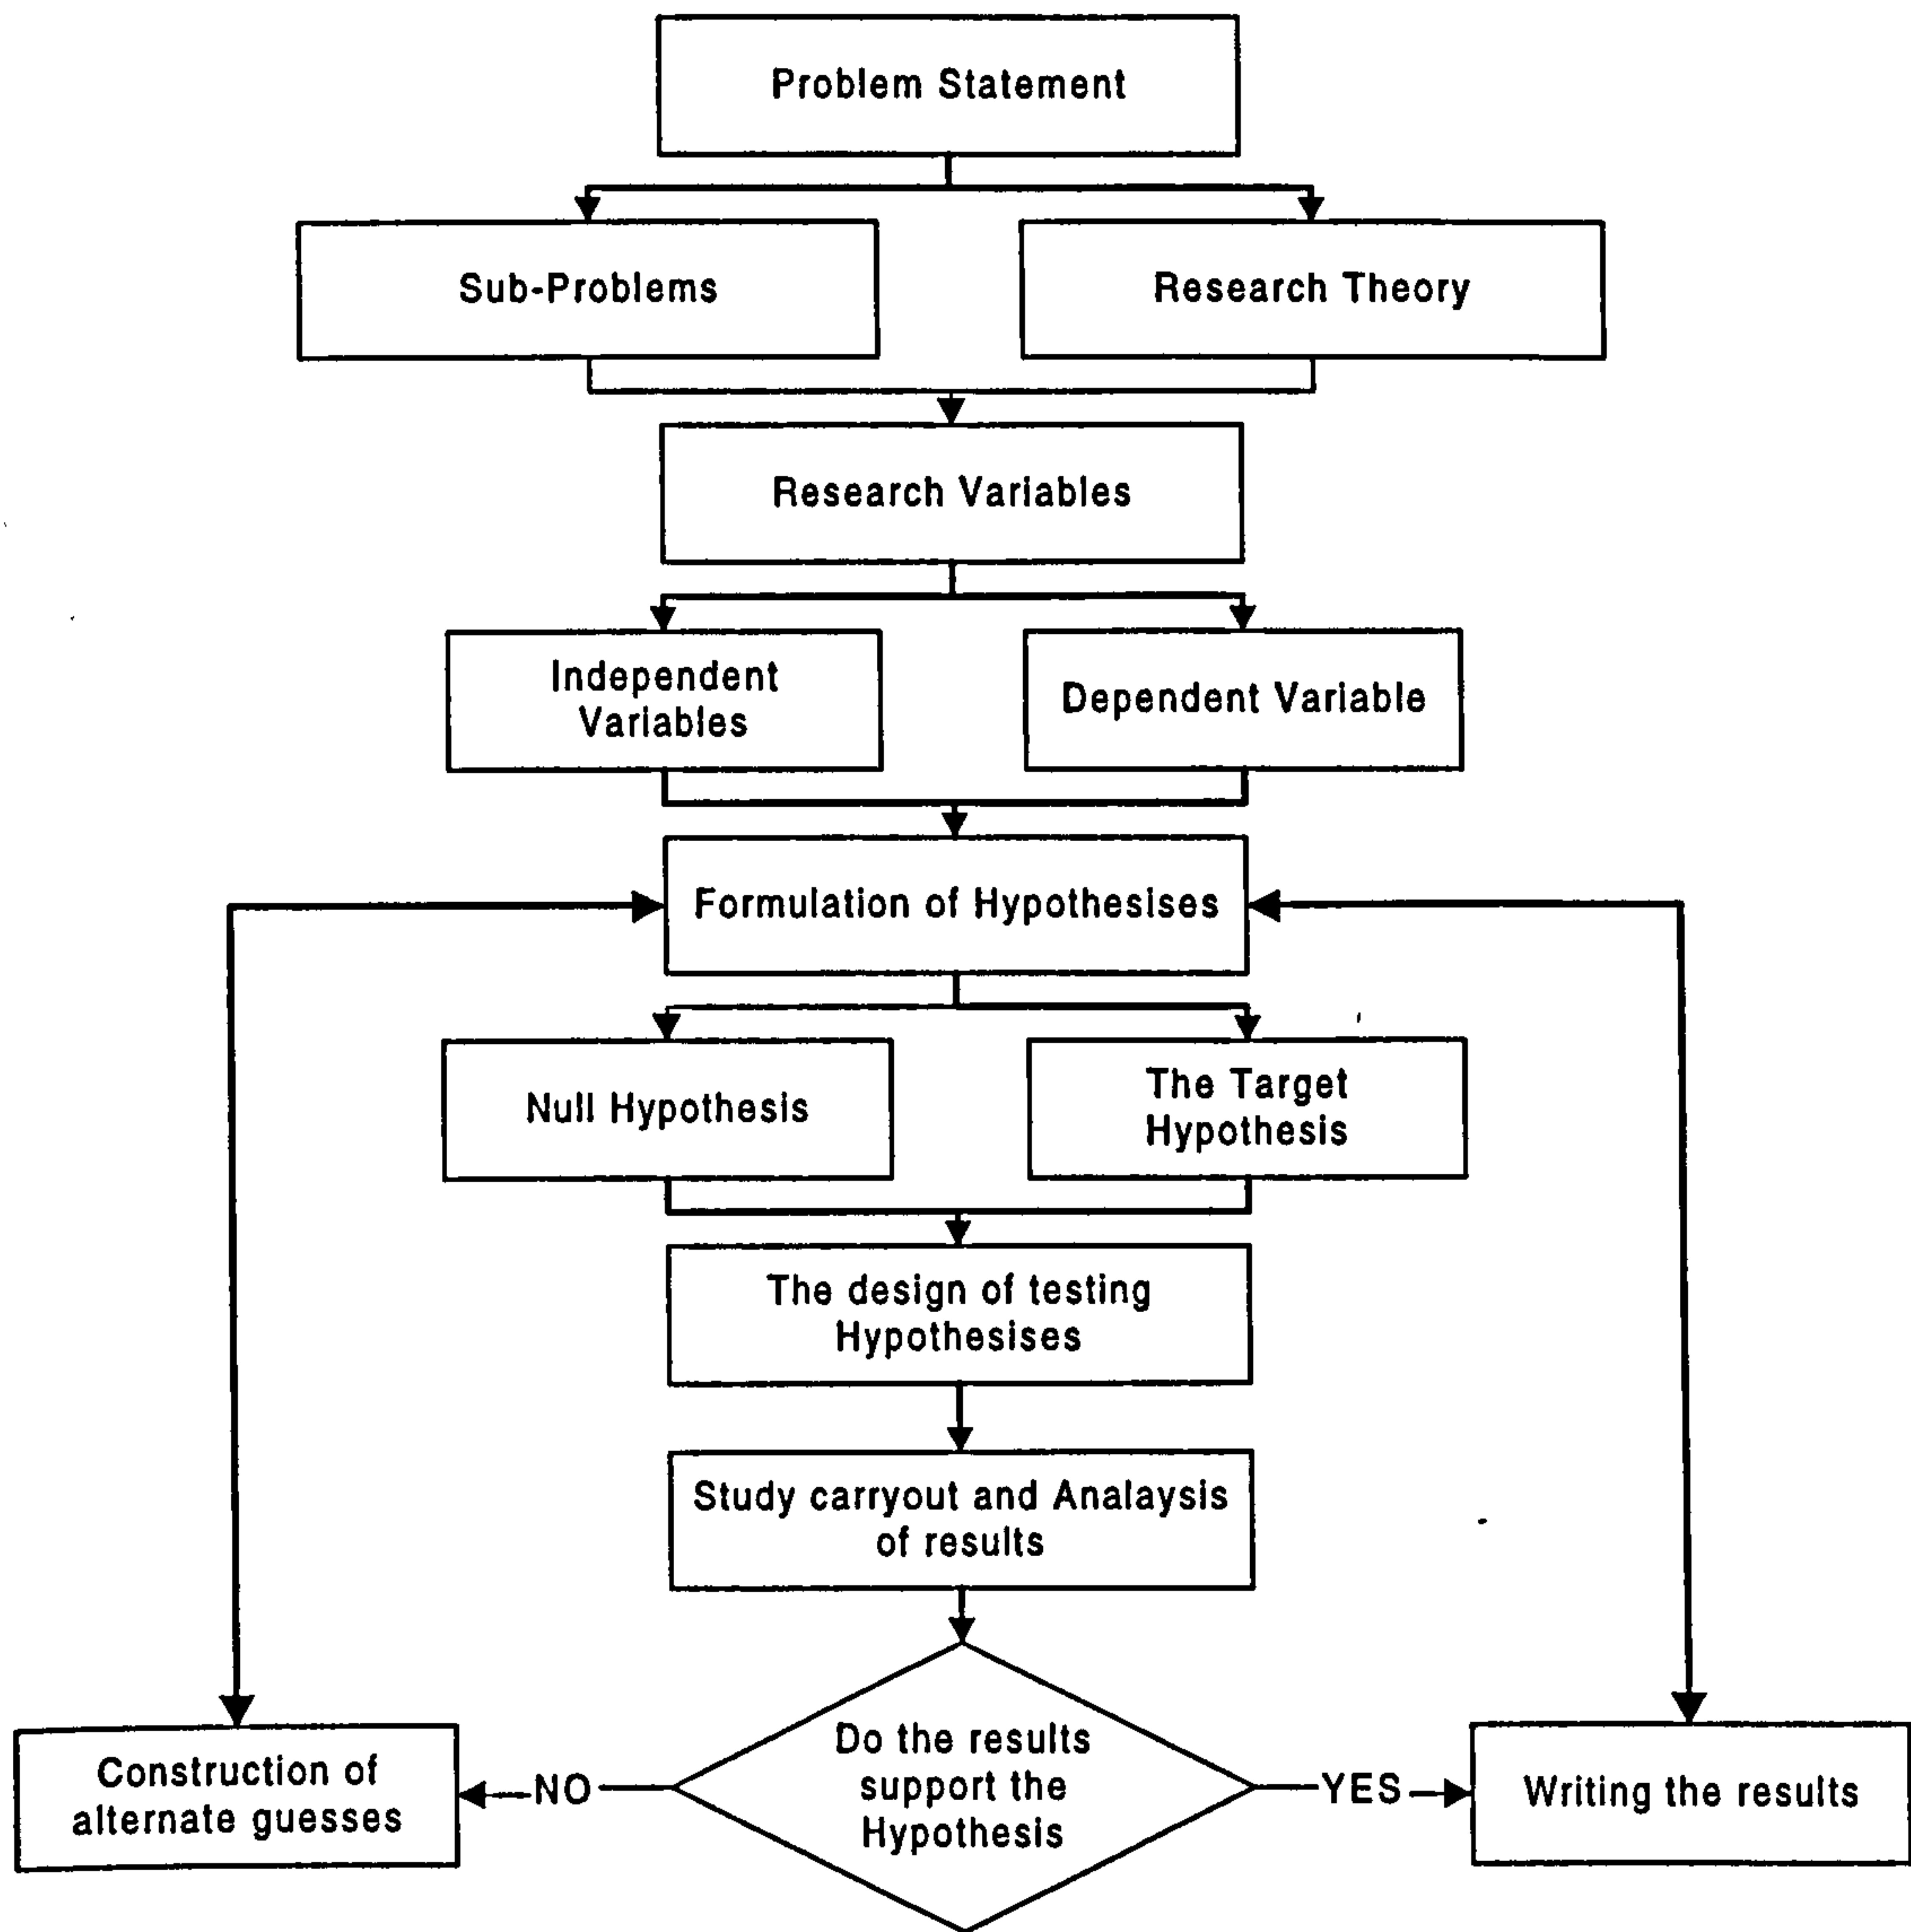 Problem Statement
Sub-Problems
Research Theory
Research Variables
Independent
Variables
Dependent Variable
Formulation of Hypothesises
Null Hypothesis
The Target
Hypothesis
The design of testing
Hypothesises
Study carryout and Analaysis
of results
Do the results
support the
Hypothesis
NO
YES
Construction of
alternate guesses
Writing the results